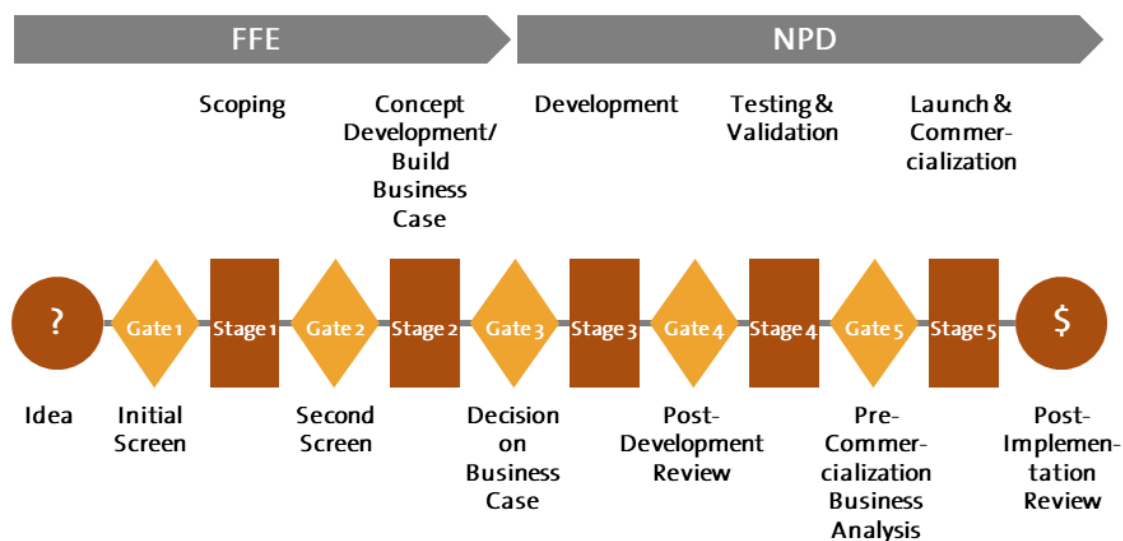 FFE
NPD
Scoping
Concept
Development/
Build
Business
Case
Development
Testing &
Validation
Launch &
Commer-
cialization
?
Gate 1
Stage 1
Gate 2
Stage 2
Gate 3
Stage 3
Gate 4
Stage 4
Gate 5
Stage 5
$
Idea
Initial
Screen
Second
Screen
Decision
on
Business
Case
Post-
Development
Review
Pre-
Commer-
cialization
Business
Analysis
Post-
Implemen-
tation
Review